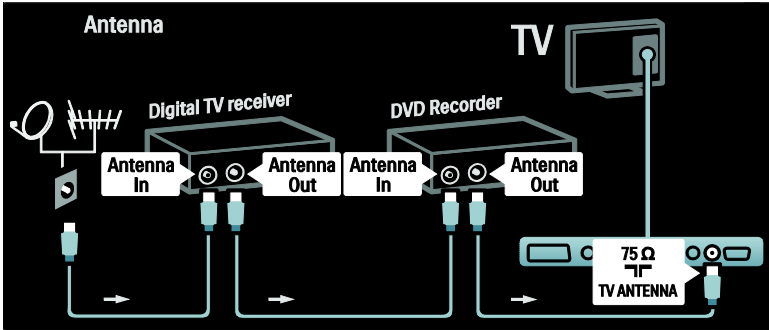 Antenna
TV
Digital TV receiver
DVD Recorder
Antenna
In
Antenna
Out
Antenna
In
Antenna
Out
75 Ω
TV ANTENNA